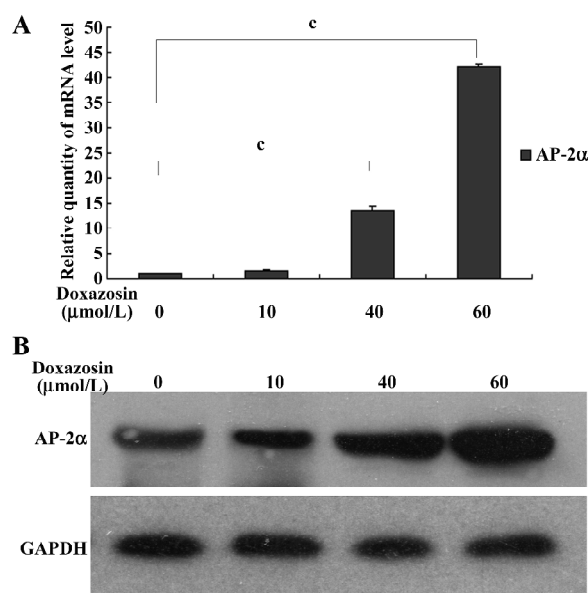 A
c
Relative quantity of mRNA level
50
45
40
35
30
25
20
15
10
5
0
c
AP-2α
Doxazosin
(μmol/L) 0 10 40 60
B
Doxazosin
(μmol/L) 0 10 40 60
AP-2α
GAPDH